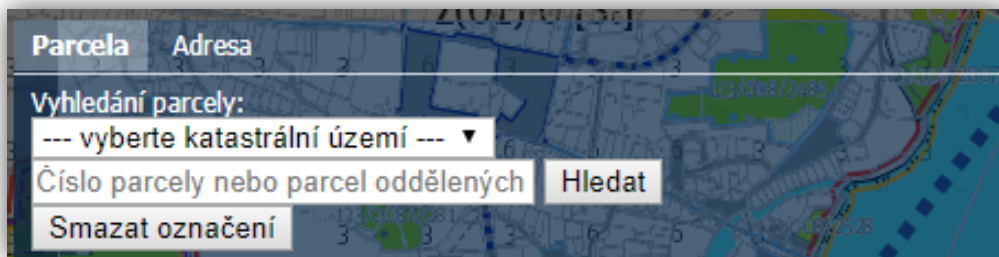 Parcela Adresa
Vyhledání parcely:
--- vyberte katastrální území --- ▼
Číslo parcely nebo parcel oddělených
Hledat
Smazat označení